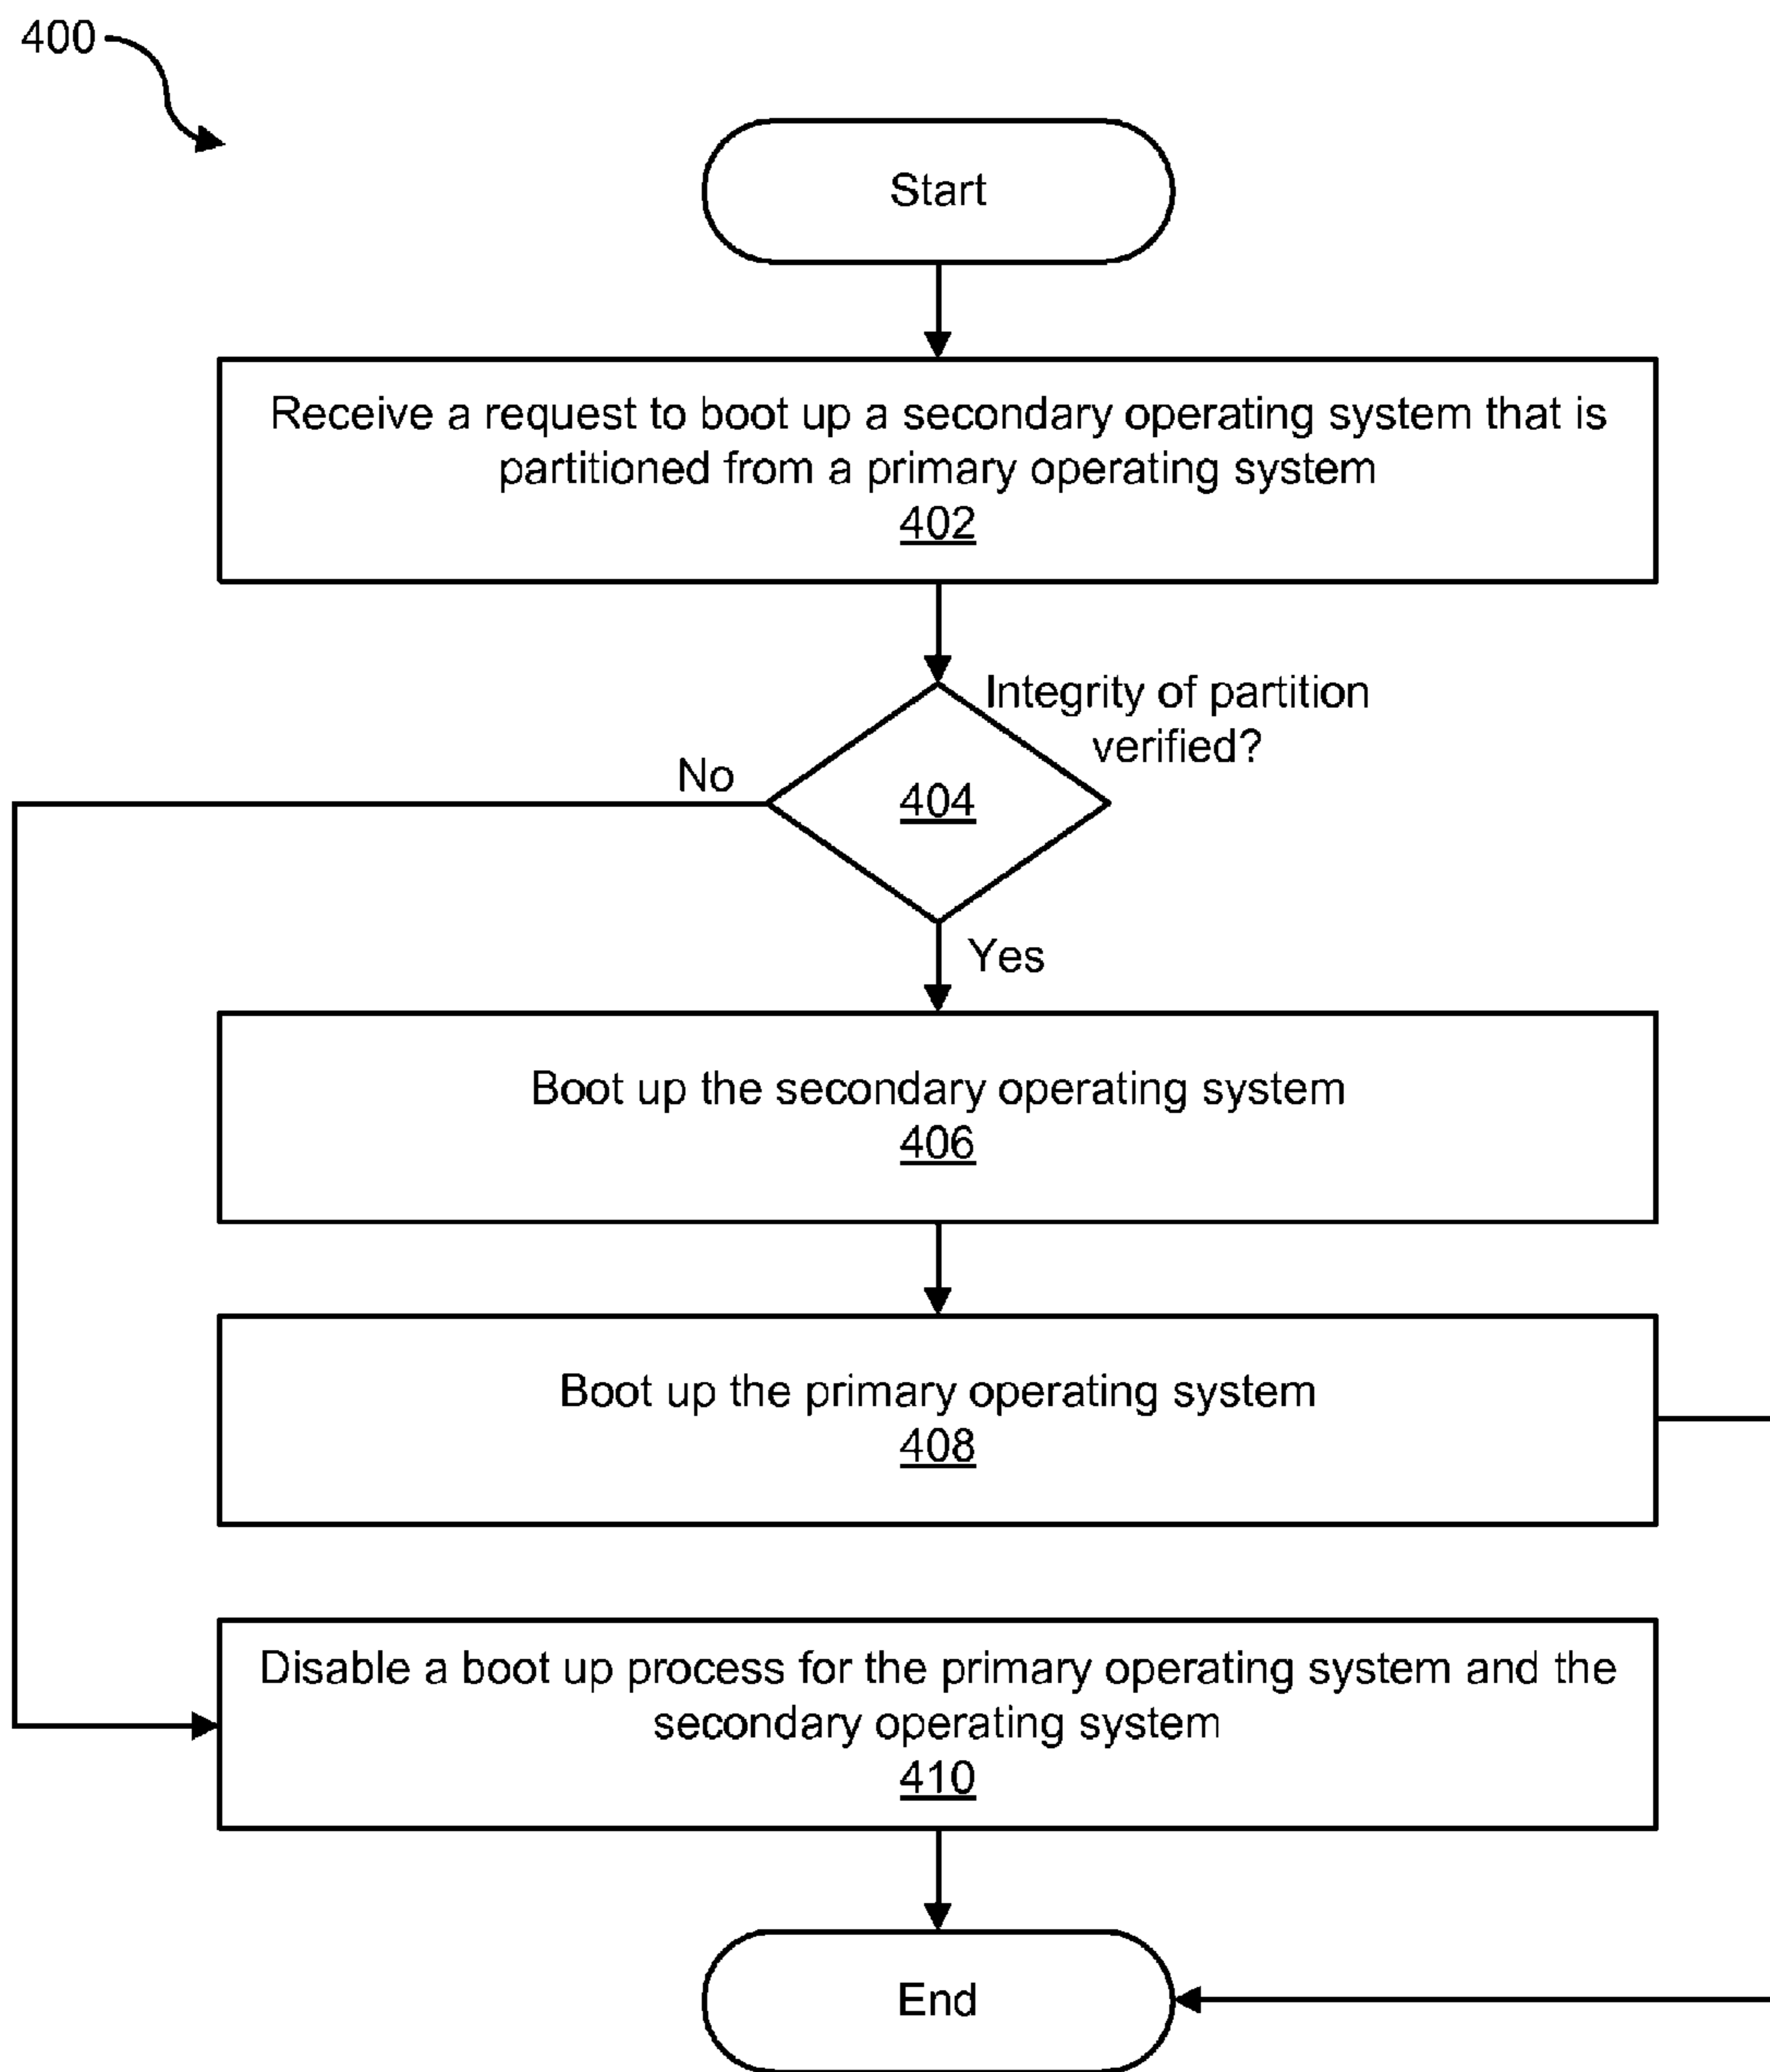 400
Start
Receive a request to boot up a secondary operating system that is
partitioned from a primary operating system
402
Integrity of partition
verified?
No
404
Yes
Boot up the secondary operating system
406
Boot up the primary operating system
408
Disable a boot up process for the primary operating system and the
secondary operating system
410
End